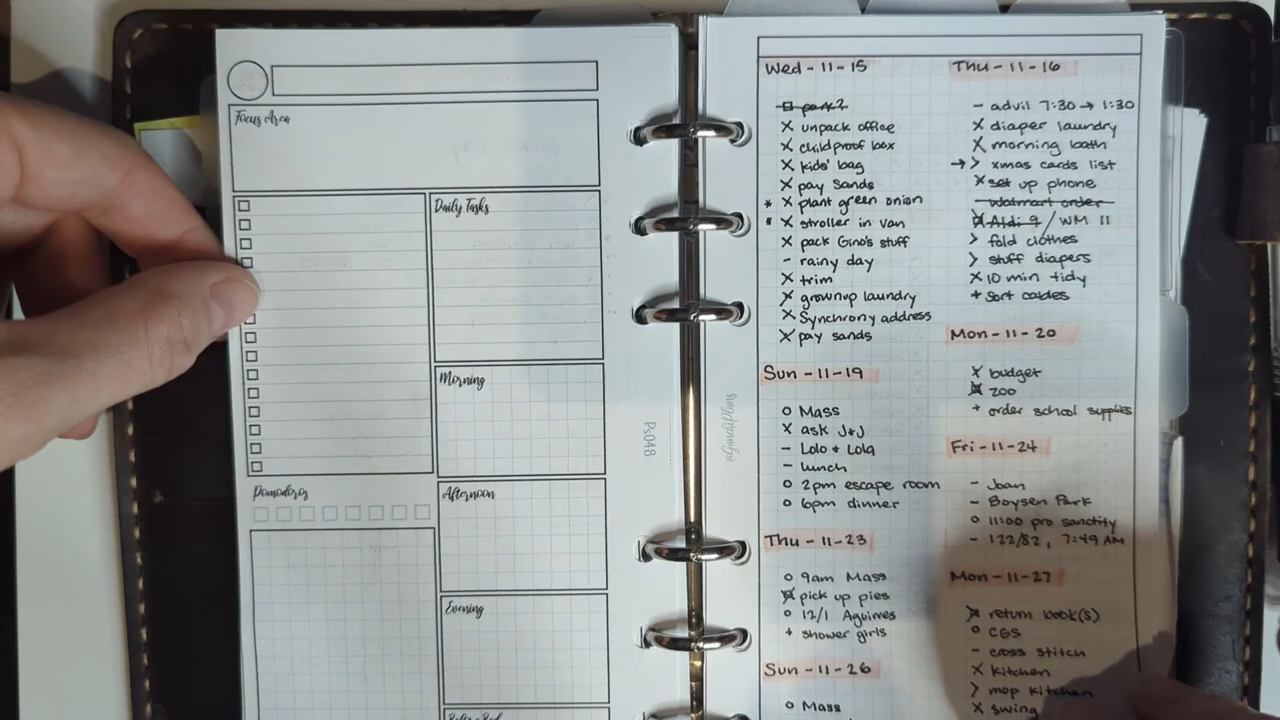 Focus Area
Daily Tasks
Morning
Pomodoros
Afternoon
Evening
Ps048
Wed-11-15
park?
X unpack office
X childproof box
X kids' bag
X pay Sands
* X plant green onion
* X stroller in van
X pack Gino's stuff
- rainy day
X trim
X grownup laundry
X Synchrony address
X pay sands
Sun-11-19
o Mass
X ask J+J
- Lolo + Lola
- lunch
o 2pm escape room
o 6pm dinner
Thu-11-23
o 9am Mass
X pick up pies
o 12/1 Aguirres
+ shower girls
Sun-11-26
o Mass
Thu-11-16
- advil 7:30 → 1:30
X diaper laundry
X morning bath
→ > xmas cards list
X set up phone
Walmart order
X Aldi 9 / WM 11
> fold clothes
> stuff diapers
X 10 min tidy
+ sort cables
Mon-11-20
X budget
X zoo
+ order school supplies
Fri-11-24
- Joan
- Boysen Park
o 11:00 pro sanctity
- 122/82, 7:49 AM
Mon-11-27
X return book(s)
o CGS
- cross stitch
X kitchen
> mop kitchen
X swing